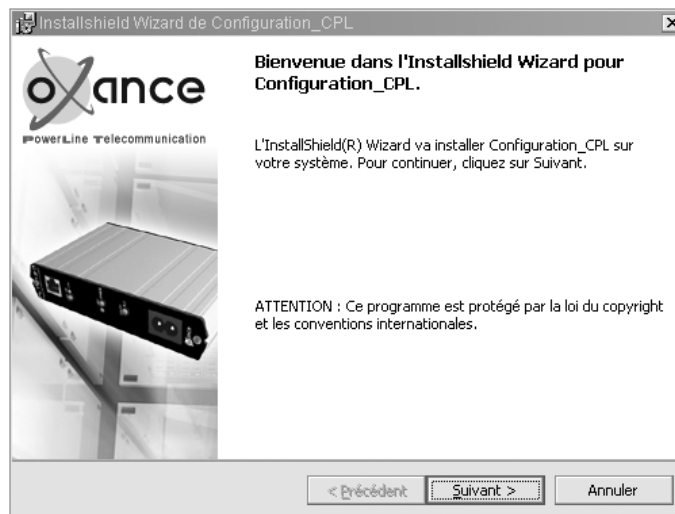 Installshield Wizard de Configuration_CPL
oXance
PowerLine Telecommunication
Bienvenue dans l'Installshield Wizard pour
Configuration_CPL.
L'InstallShield(R) Wizard va installer Configuration_CPL sur
votre système. Pour continuer, cliquez sur Suivant.
ATTENTION : Ce programme est protégé par la loi du copyright
et les conventions internationales.
< Précédent
Suivant >
Annuler